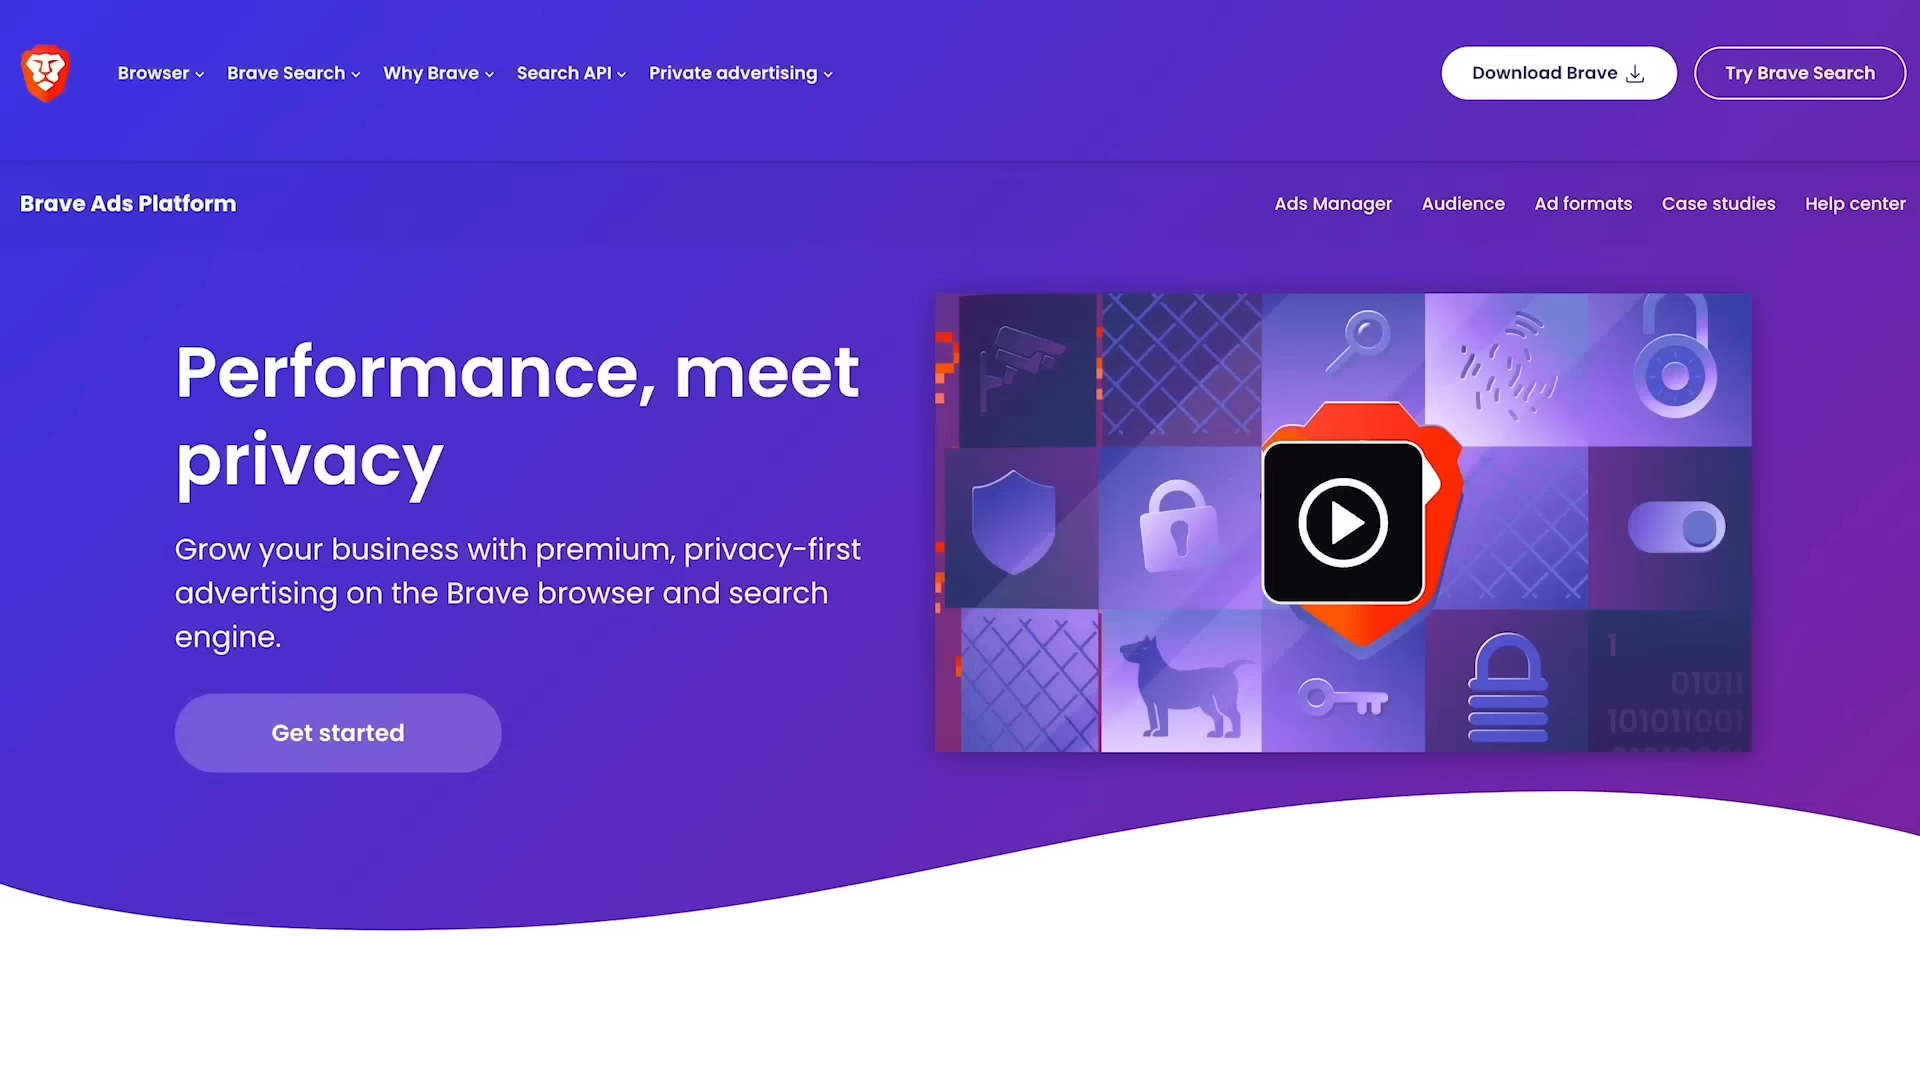 Browser
Brave Search
Why Brave
Search API
Private advertising
Download Brave
Try Brave Search
Brave Ads Platform
Ads Manager
Audience
Ad formats
Case studies
Help center
Performance, meet
privacy
Grow your business with premium, privacy-first
advertising on the Brave browser and search
engine.
Get started
1
01011
101011001